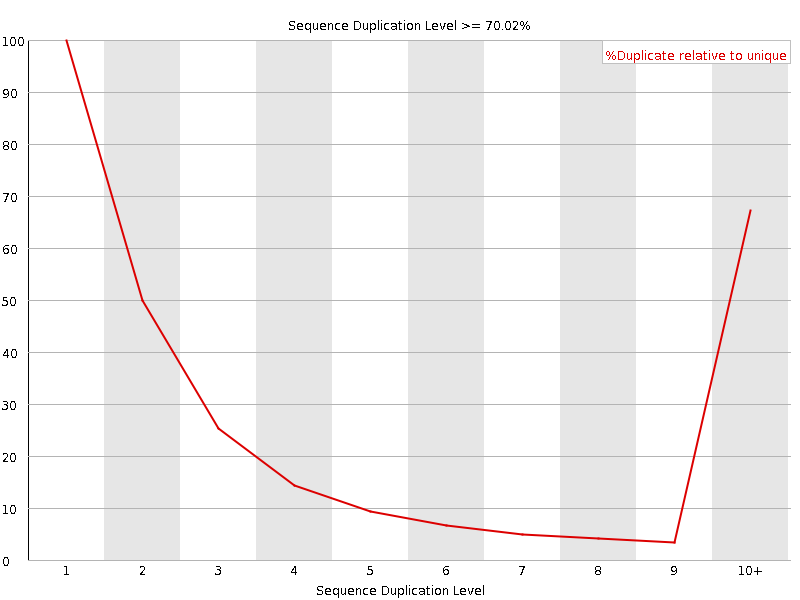 Sequence Duplication Level >= 70.02%
%Duplicate relative to unique
100
90
80
70
60
50
40
30
20
10
0
1 2 3 4 5 6 7 8 9 10+
Sequence Duplication Level